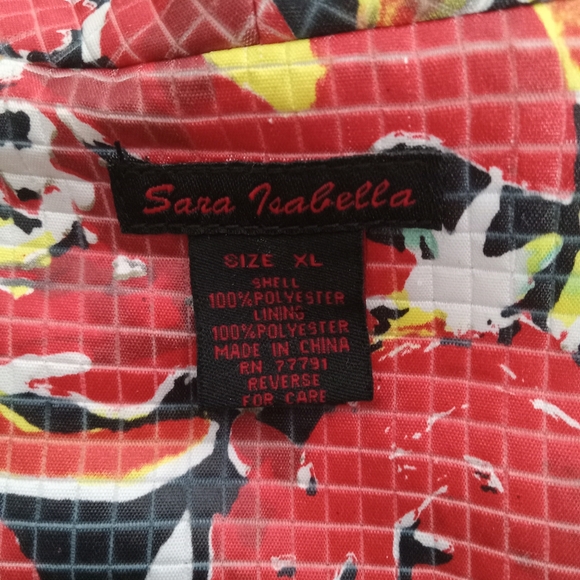 Sara Isabella
SIZE XL
SHELL
100%POLYESTER
LINING
100%POLYESTER
MADE IN CHINA
RN 77791
REVERSE
FOR CARE